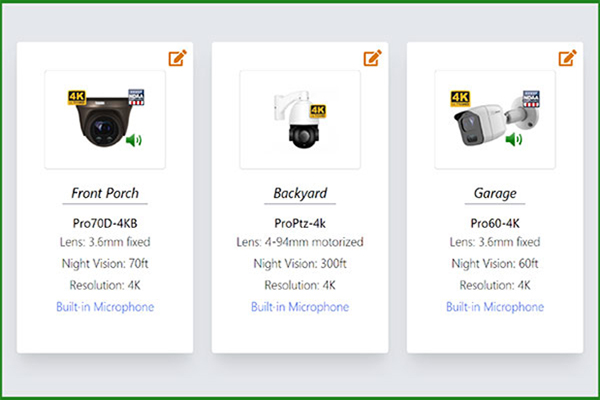 4K
NDAA
Front Porch
Pro70D-4KB
Lens: 3.6mm fixed
Night Vision: 70ft
Resolution: 4K
Built-in Microphone
4K
Backyard
ProPtz-4k
Lens: 4-94mm motorized
Night Vision: 300ft
Resolution: 4K
Built-in Microphone
4K
NDAA
Garage
Pro60-4K
Lens: 3.6mm fixed
Night Vision: 60ft
Resolution: 4K
Built-in Microphone